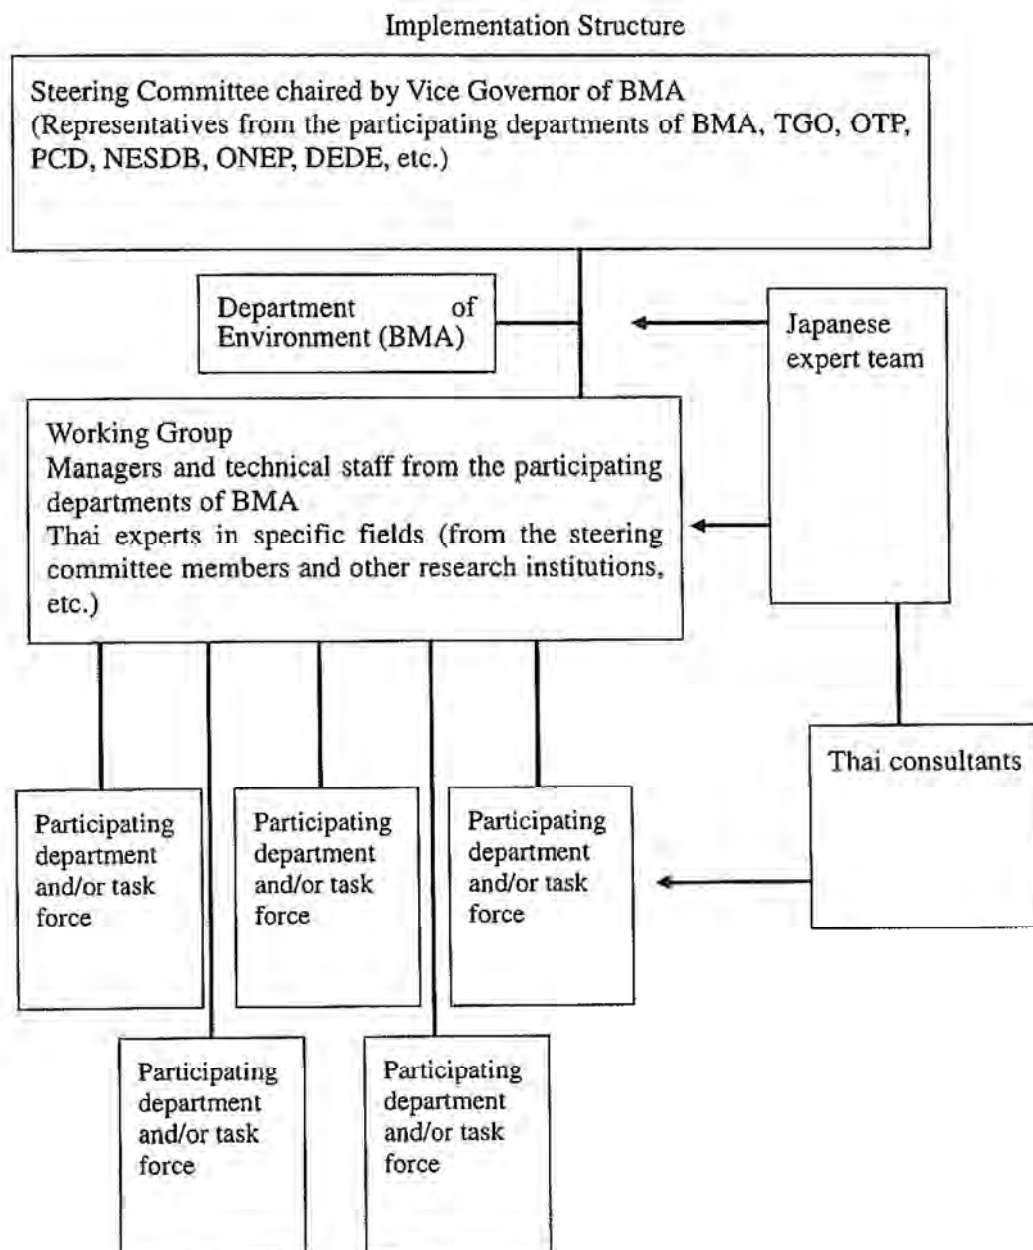 Implementation Structure
Steering Committee chaired by Vice Governor of BMA
(Representatives from the participating departments of BMA, TGO, OTP,
PCD, NESDB, ONEP, DEDE, etc.)
Department of
Environment (BMA)
Japanese
expert team
Working Group
Managers and technical staff from the participating
departments of BMA
Thai experts in specific fields (from the steering
committee members and other research institutions,
etc.)
Thai consultants
Participating
department
and/or task
force
Participating
department
and/or task
force
Participating
department
and/or task
force
Participating
department
and/or task
force
Participating
department
and/or task
force